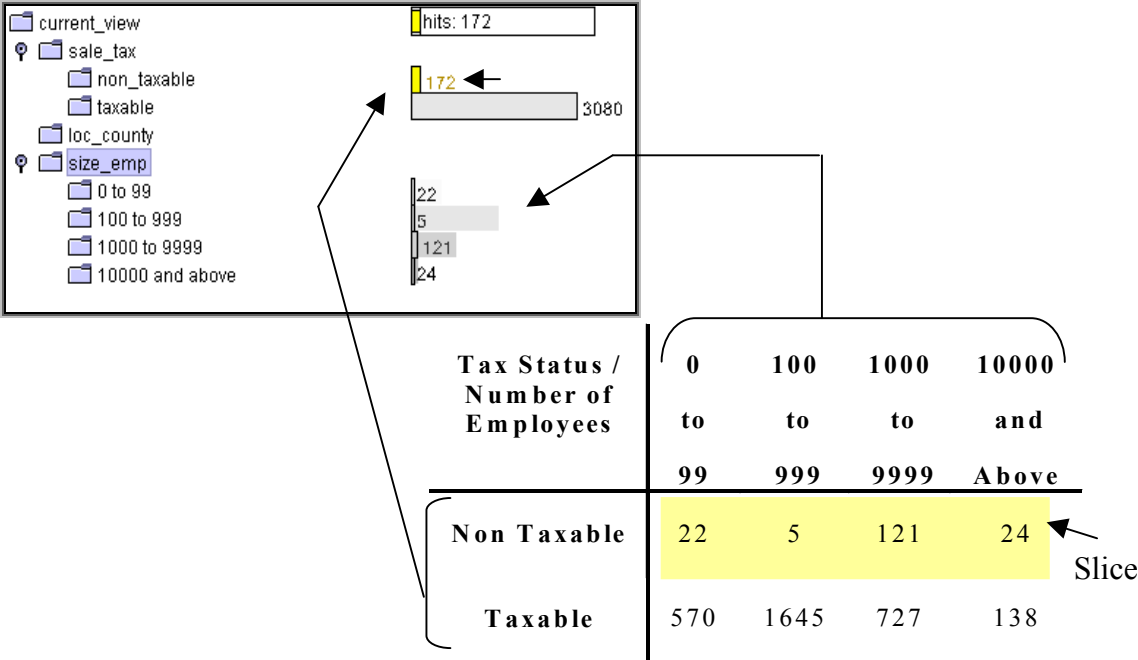 current_view hits: 172
sale_tax
non_taxable 172
taxable 3080
loc_county
size_emp
0 to 99 22
100 to 999 5
1000 to 9999 121
10000 and above 24
Tax Status / 0 100 1000 10000
Number of
Employees to to to and
99 999 9999 Above
Non Taxable 22 5 121 24
Slice
Taxable 570 1645 727 138